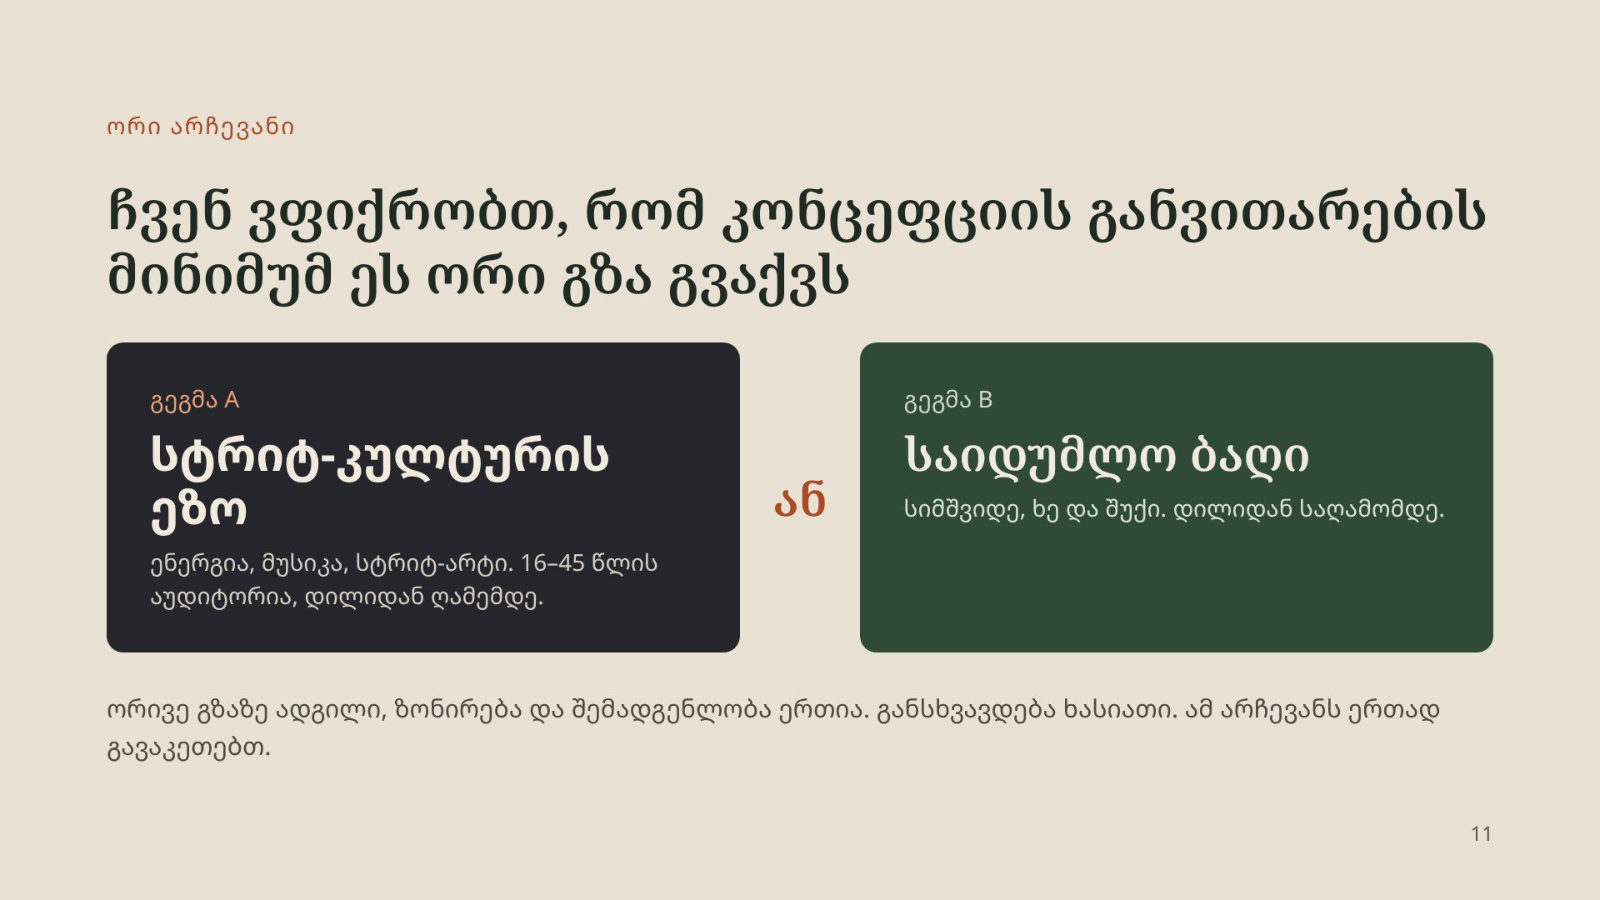 ორი არჩევანი
ჩვენ ვფიქრობთ, რომ კონცეფციის განვითარების
მინიმუმ ეს ორი გზა გვაქვს
გეგმა A
სტრიტ-კულტურის
ეზო
ენერგია, მუსიკა, სტრიტ-არტი. 16–45 წლის
აუდიტორია, დილიდან ღამემდე.
ან
გეგმა B
საიდუმლო ბაღი
სიმშვიდე, ხე და შუქი. დილიდან საღამომდე.
ორივე გზაზე ადგილი, ზონირება და შემადგენლობა ერთია. განსხვავდება ხასიათი. ამ არჩევანს ერთად
გავაკეთებთ.
11